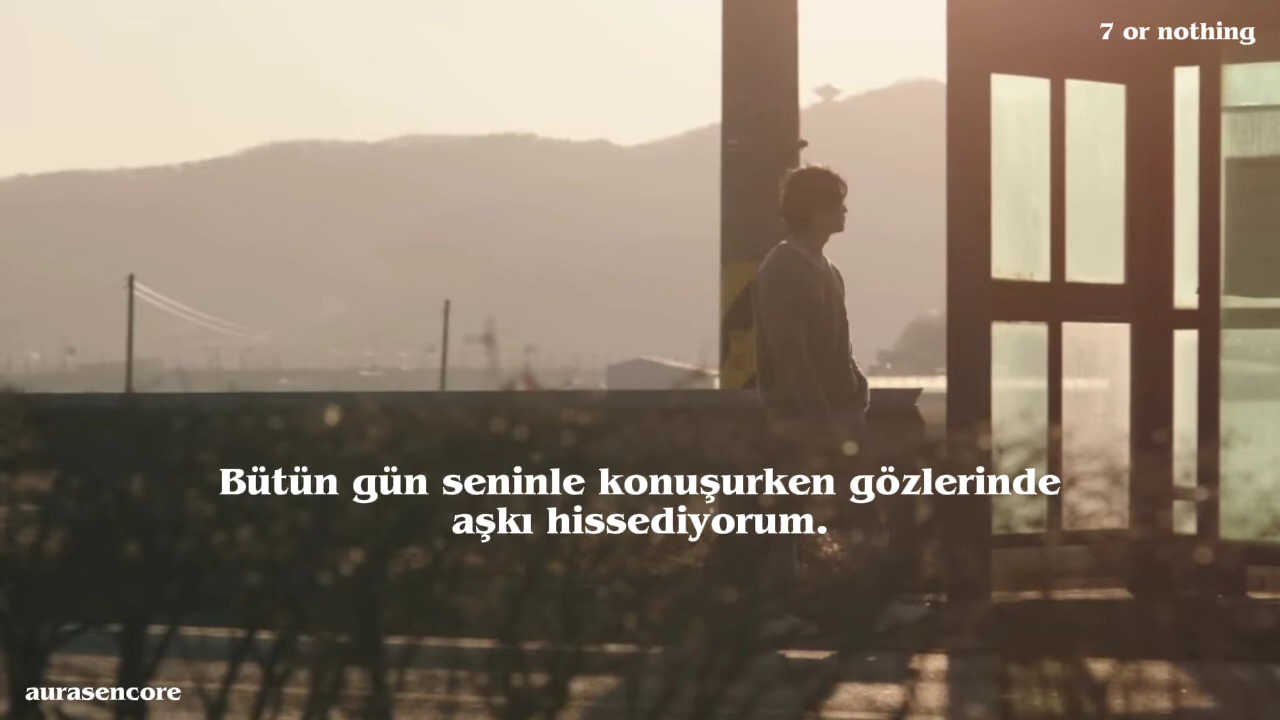 7 or nothing
Bütün gün seninle konuşurken gözlerinde
aşkı hissediyorum.
aurasencore